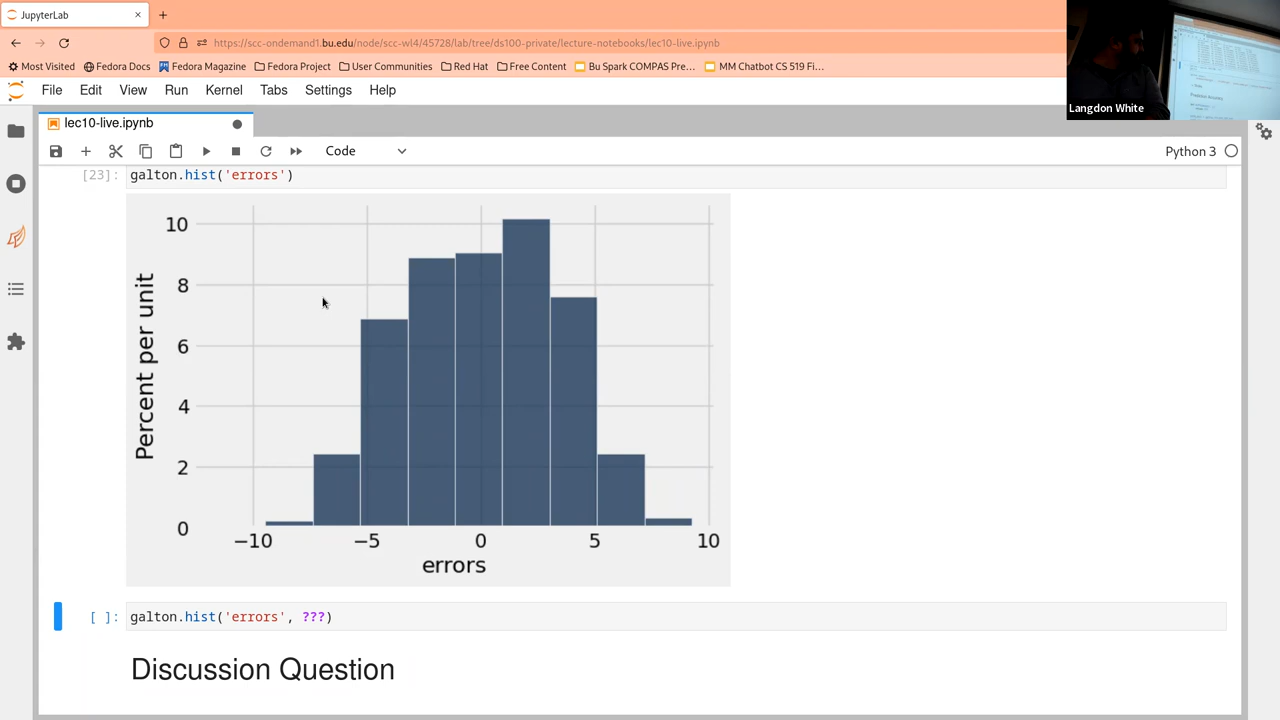 JupyterLab
https://scc-ondemand1.bu.edu/node/scc-wl4/45728/lab/tree/ds100-private/lecture-notebooks/lec10-live.ipynb
Most Visited Fedora Docs Fedora Magazine Fedora Project User Communities Red Hat Free Content Bu Spark COMPAS Pre... MM Chatbot CS 519 Fi...
File Edit View Run Kernel Tabs Settings Help
Langdon White
lec10-live.ipynb
Code
Python 3
[23]: galton.hist('errors')
10
8
6
4
2
0
Percent per unit
−10 −5 0 5 10
errors
[ ]: galton.hist('errors', ???)
Discussion Question